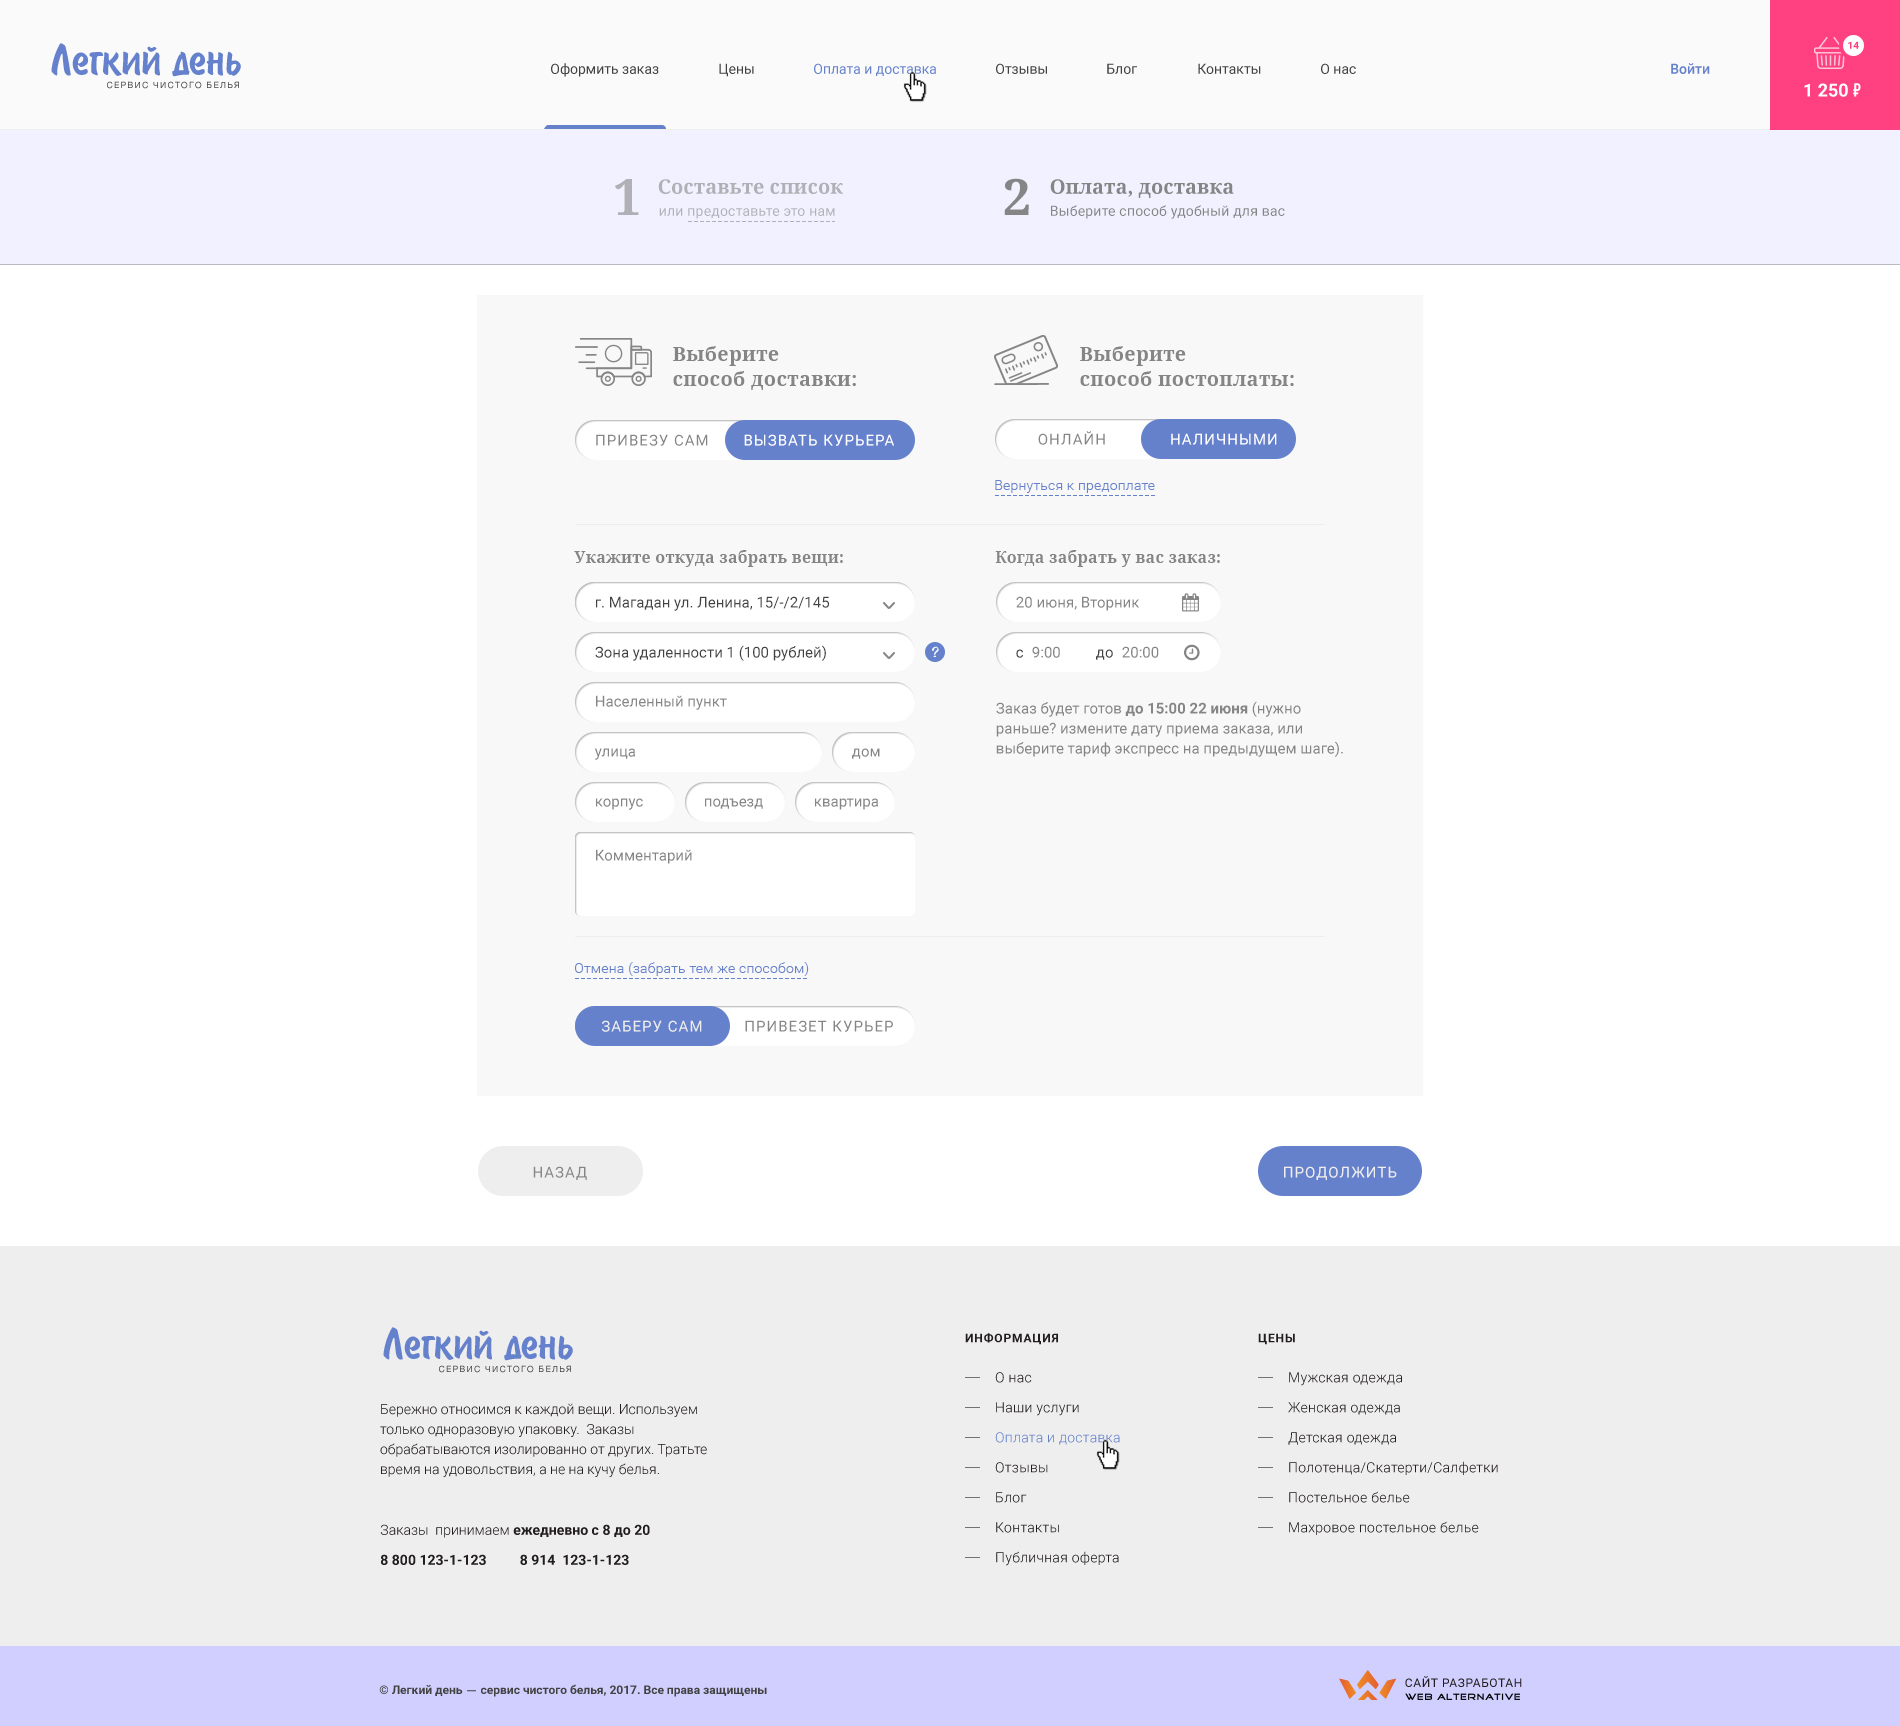 Легкий день
СЕРВИС ЧИСТОГО БЕЛЬЯ
Оформить заказ
Цены
Оплата и доставка
Отзывы
Блог
Контакты
О нас
Войти
14
1 250 ₽
1
Составьте список
или предоставьте это нам
2
Оплата, доставка
Выберите способ удобный для вас
Выберите
способ доставки:
ПРИВЕЗУ САМ
ВЫЗВАТЬ КУРЬЕРА
Выберите
способ постоплаты:
ОНЛАЙН
НАЛИЧНЫМИ
Вернуться к предоплате
Укажите откуда забрать вещи:
г. Магадан ул. Ленина, 15/-/2/145
Зона удаленности 1 (100 рублей)
?
Населенный пункт
улица
дом
корпус
подъезд
квартира
Комментарий
Когда забрать у вас заказ:
20 июня, Вторник
с 9:00 до 20:00
Заказ будет готов до 15:00 22 июня (нужно
раньше? измените дату приема заказа, или
выберите тариф экспресс на предыдущем шаге).
Отмена (забрать тем же способом)
ЗАБЕРУ САМ
ПРИВЕЗЕТ КУРЬЕР
НАЗАД
ПРОДОЛЖИТЬ
Легкий день
СЕРВИС ЧИСТОГО БЕЛЬЯ
Бережно относимся к каждой вещи. Используем
только одноразовую упаковку. Заказы
обрабатываются изолированно от других. Тратьте
время на удовольствия, а не на кучу белья.
Заказы принимаем ежедневно с 8 до 20
8 800 123-1-123 8 914 123-1-123
ИНФОРМАЦИЯ
— О нас
— Наши услуги
— Оплата и доставка
— Отзывы
— Блог
— Контакты
— Публичная оферта
ЦЕНЫ
— Мужская одежда
— Женская одежда
— Детская одежда
— Полотенца/Скатерти/Салфетки
— Постельное белье
— Махровое постельное белье
© Легкий день — сервис чистого белья, 2017. Все права защищены
САЙТ РАЗРАБОТАН
WEB ALTERNATIVE